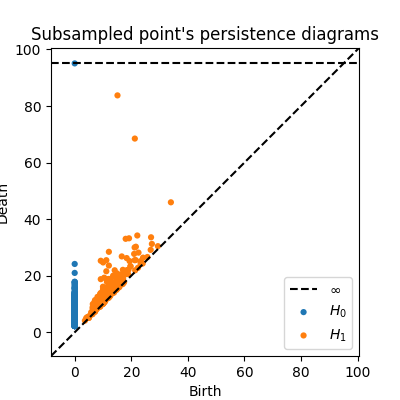 Subsampled point's persistence diagrams
100
80
60
40
20
0
Death
0 20 40 60 80 100
Birth
∞
H₀
H₁